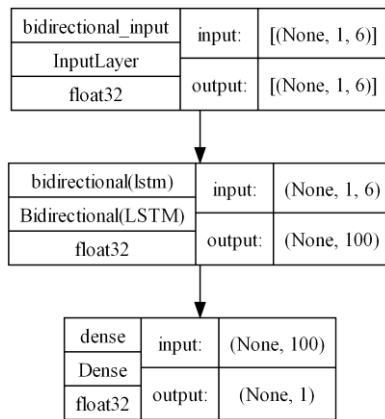 bidirectional_input
InputLayer
float32
input: [(None, 1, 6)]
output: [(None, 1, 6)]
bidirectional(lstm)
Bidirectional(LSTM)
float32
input: (None, 1, 6)
output: (None, 100)
dense
Dense
float32
input: (None, 100)
output: (None, 1)